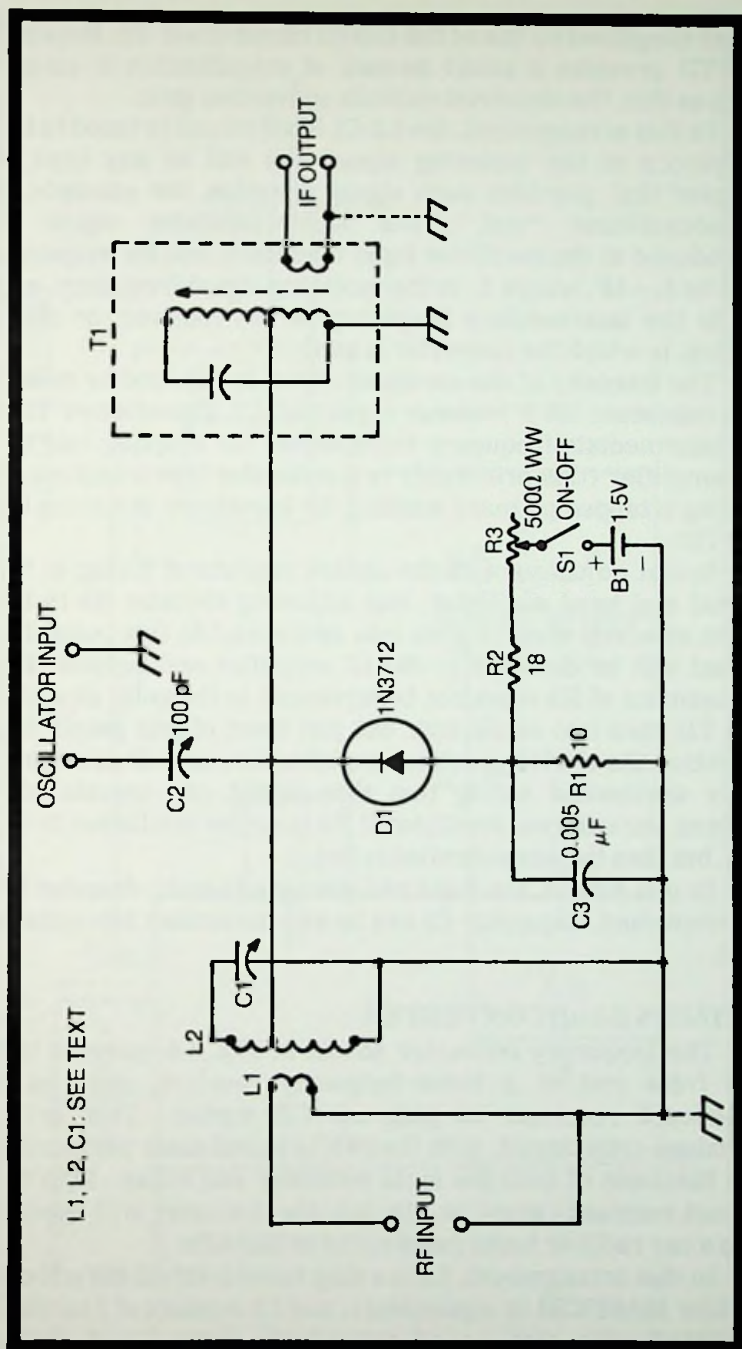 L1, L2, C1: SEE TEXT
OSCILLATOR INPUT
C2
100 pF
T1
IF OUTPUT
L2
L1
C1
D1
1N3712
RF INPUT
C3
0.005
μF
R1
10
R2
18
R3
500Ω WW
S1
ON-OFF
+
B1
1.5V
−